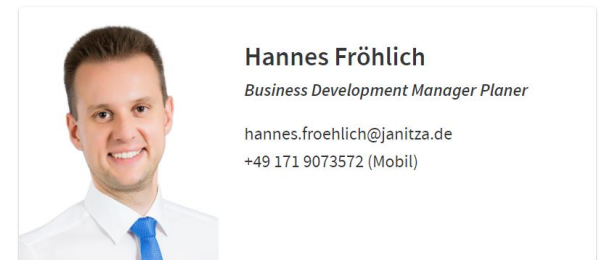 Hannes Fröhlich
Business Development Manager Planer
hannes.froehlich@janitza.de
+49 171 9073572 (Mobil)